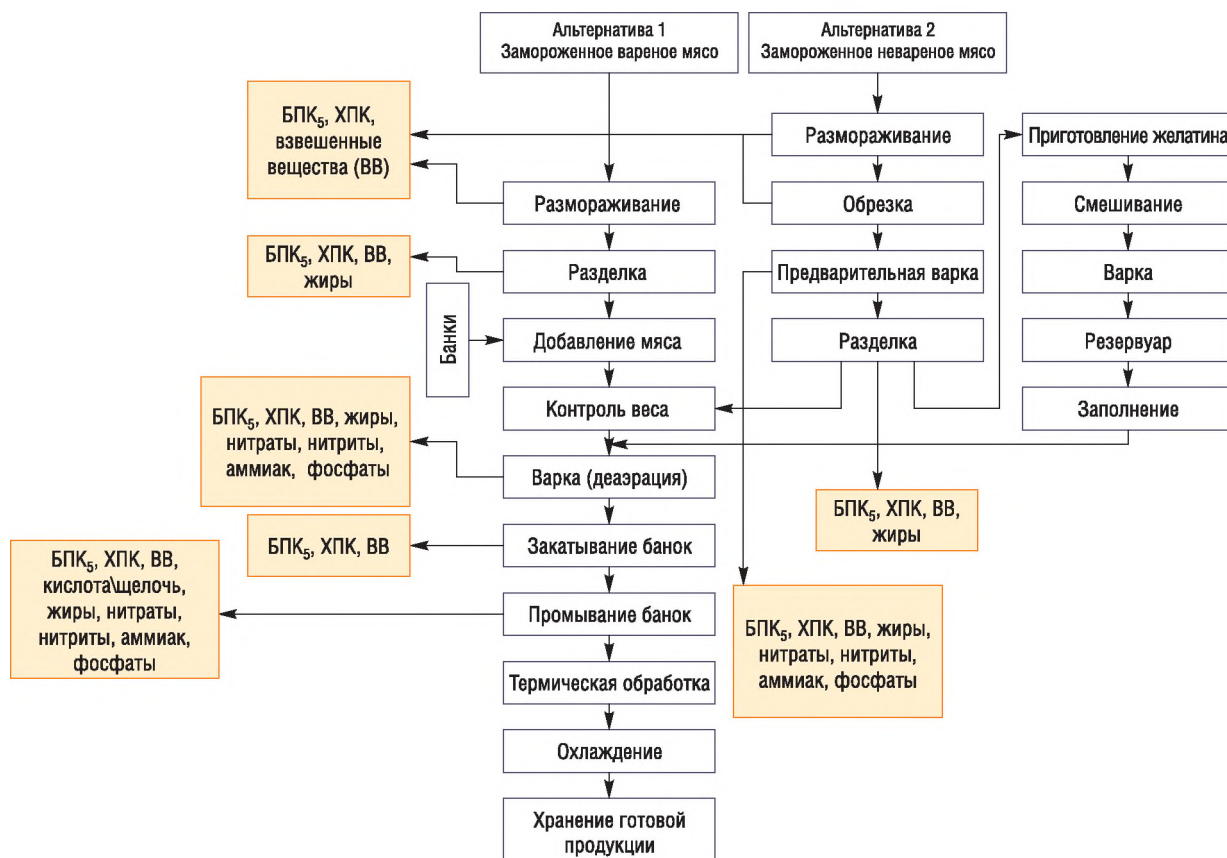 Альтернатива 1
Замороженное вареное мясо
Альтернатива 2
Замороженное невареное мясо
БПК₅, ХПК,
взвешенные
вещества (ВВ)
Размораживание
Приготовление желатина
Размораживание
Обрезка
Смешивание
БПК₅, ХПК, ВВ,
жиры
Разделка
Предварительная варка
Варка
Банки
Добавление мяса
Разделка
Резервуар
БПК₅, ХПК, ВВ, жиры,
нитраты, нитриты,
аммиак, фосфаты
Контроль веса
Заполнение
Варка (деаэрация)
БПК₅, ХПК, ВВ,
жиры
БПК₅, ХПК, ВВ
Закатывание банок
БПК₅, ХПК, ВВ,
кислота\щелочь,
жиры, нитраты,
нитриты, аммиак,
фосфаты
Промывание банок
БПК₅, ХПК, ВВ, жиры,
нитраты, нитриты,
аммиак, фосфаты
Термическая обработка
Охлаждение
Хранение готовой
продукции